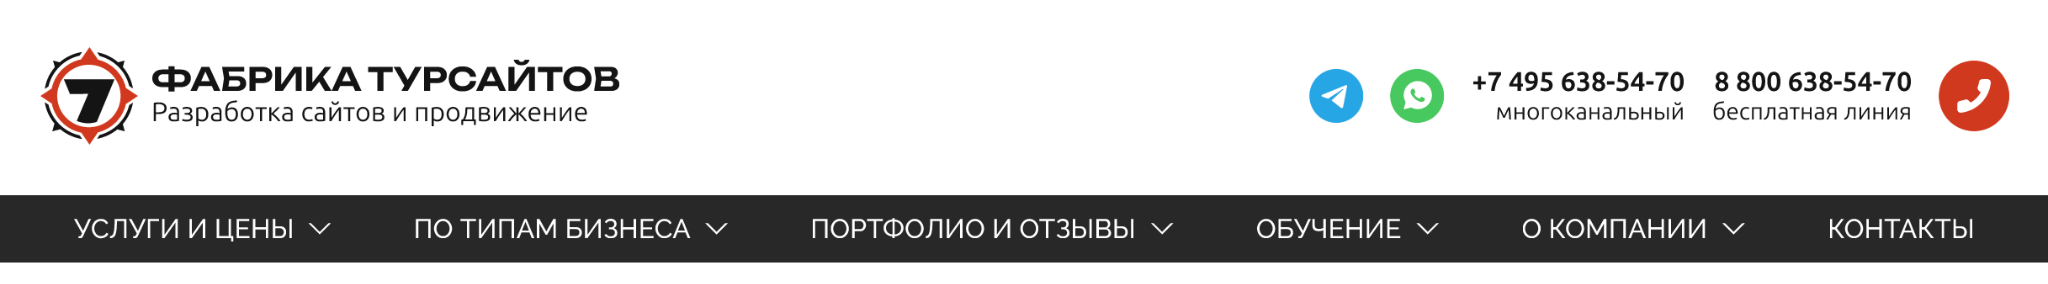 7
ФАБРИКА ТУРСАЙТОВ
Разработка сайтов и продвижение
+7 495 638-54-70
многоканальный
8 800 638-54-70
бесплатная линия
УСЛУГИ И ЦЕНЫ
ПО ТИПАМ БИЗНЕСА
ПОРТФОЛИО И ОТЗЫВЫ
ОБУЧЕНИЕ
О КОМПАНИИ
КОНТАКТЫ